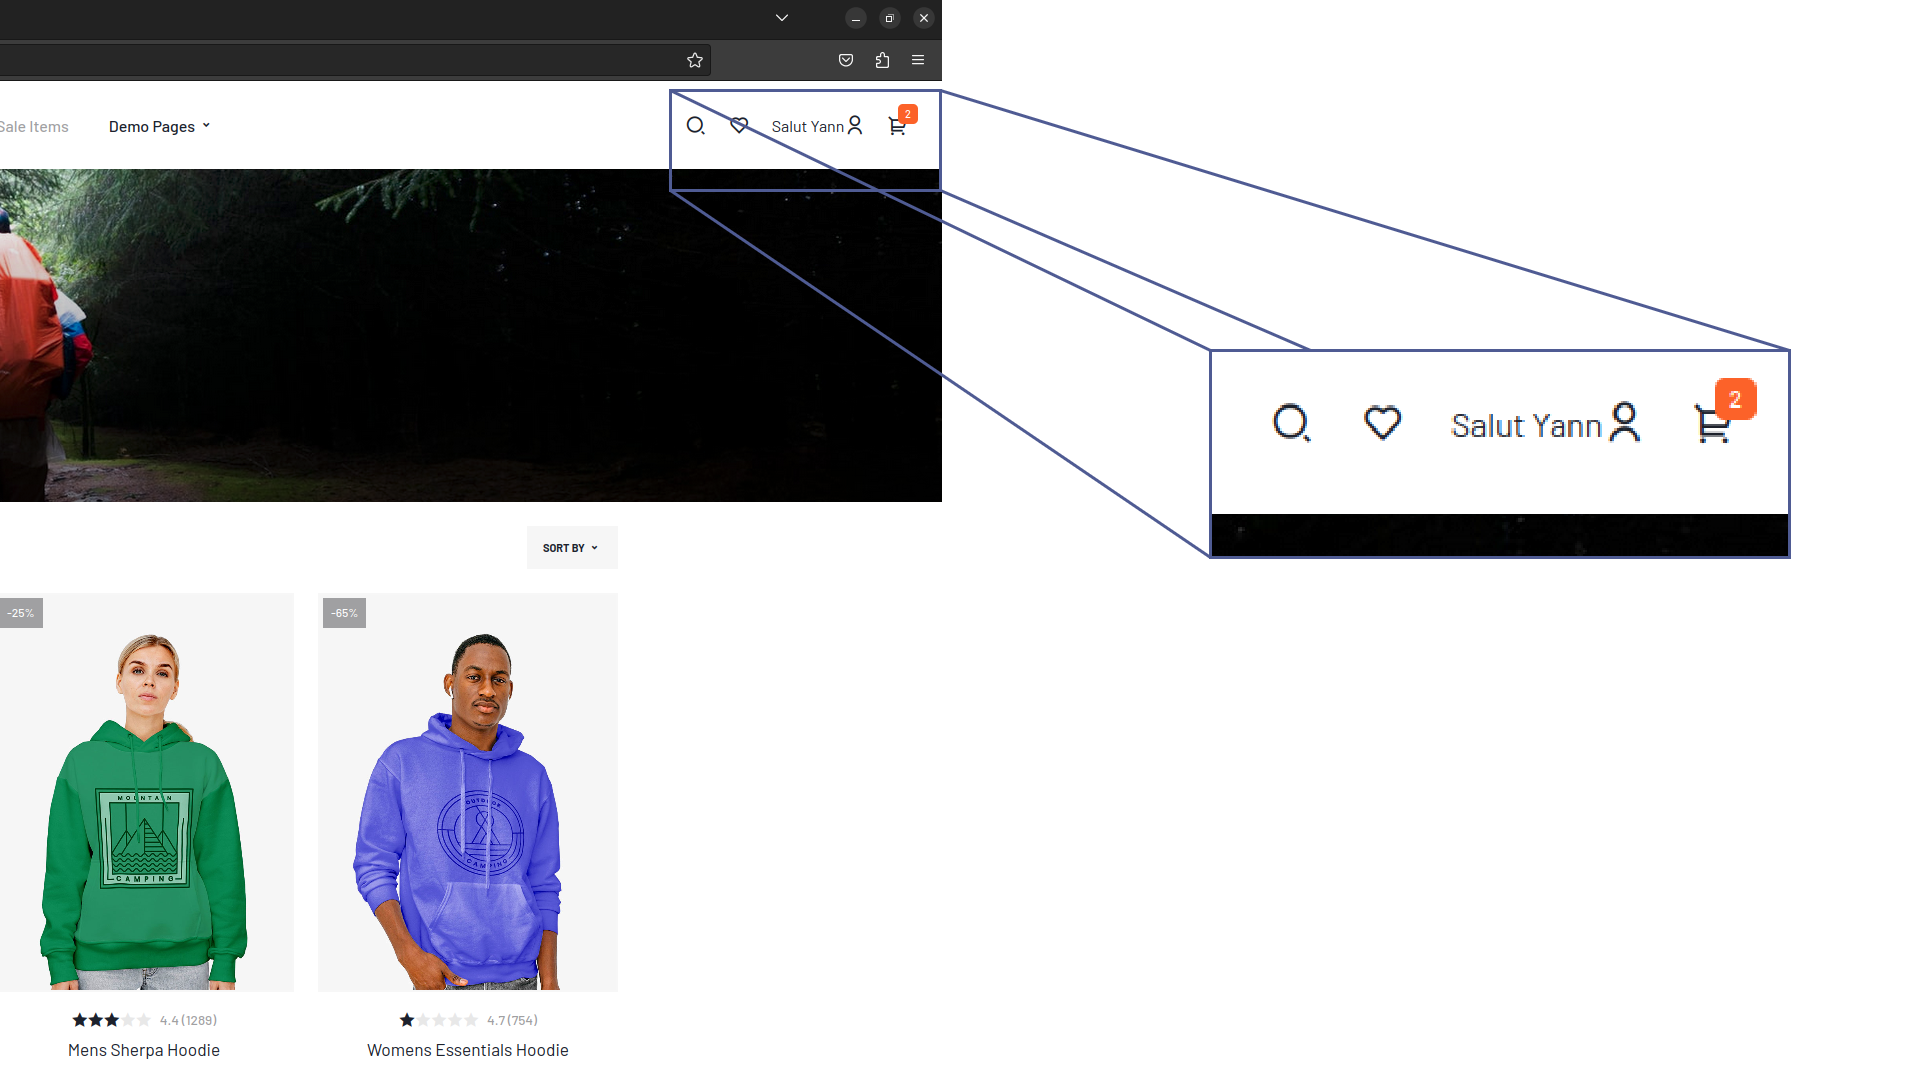 Sale Items
Demo Pages
Salut Yann
2
Salut Yann
2
SORT BY
-25%
-65%
MOUNTAIN
CAMPING
OUTDOOR
CAMPING
4.4 (1289)
4.7 (754)
Mens Sherpa Hoodie
Womens Essentials Hoodie